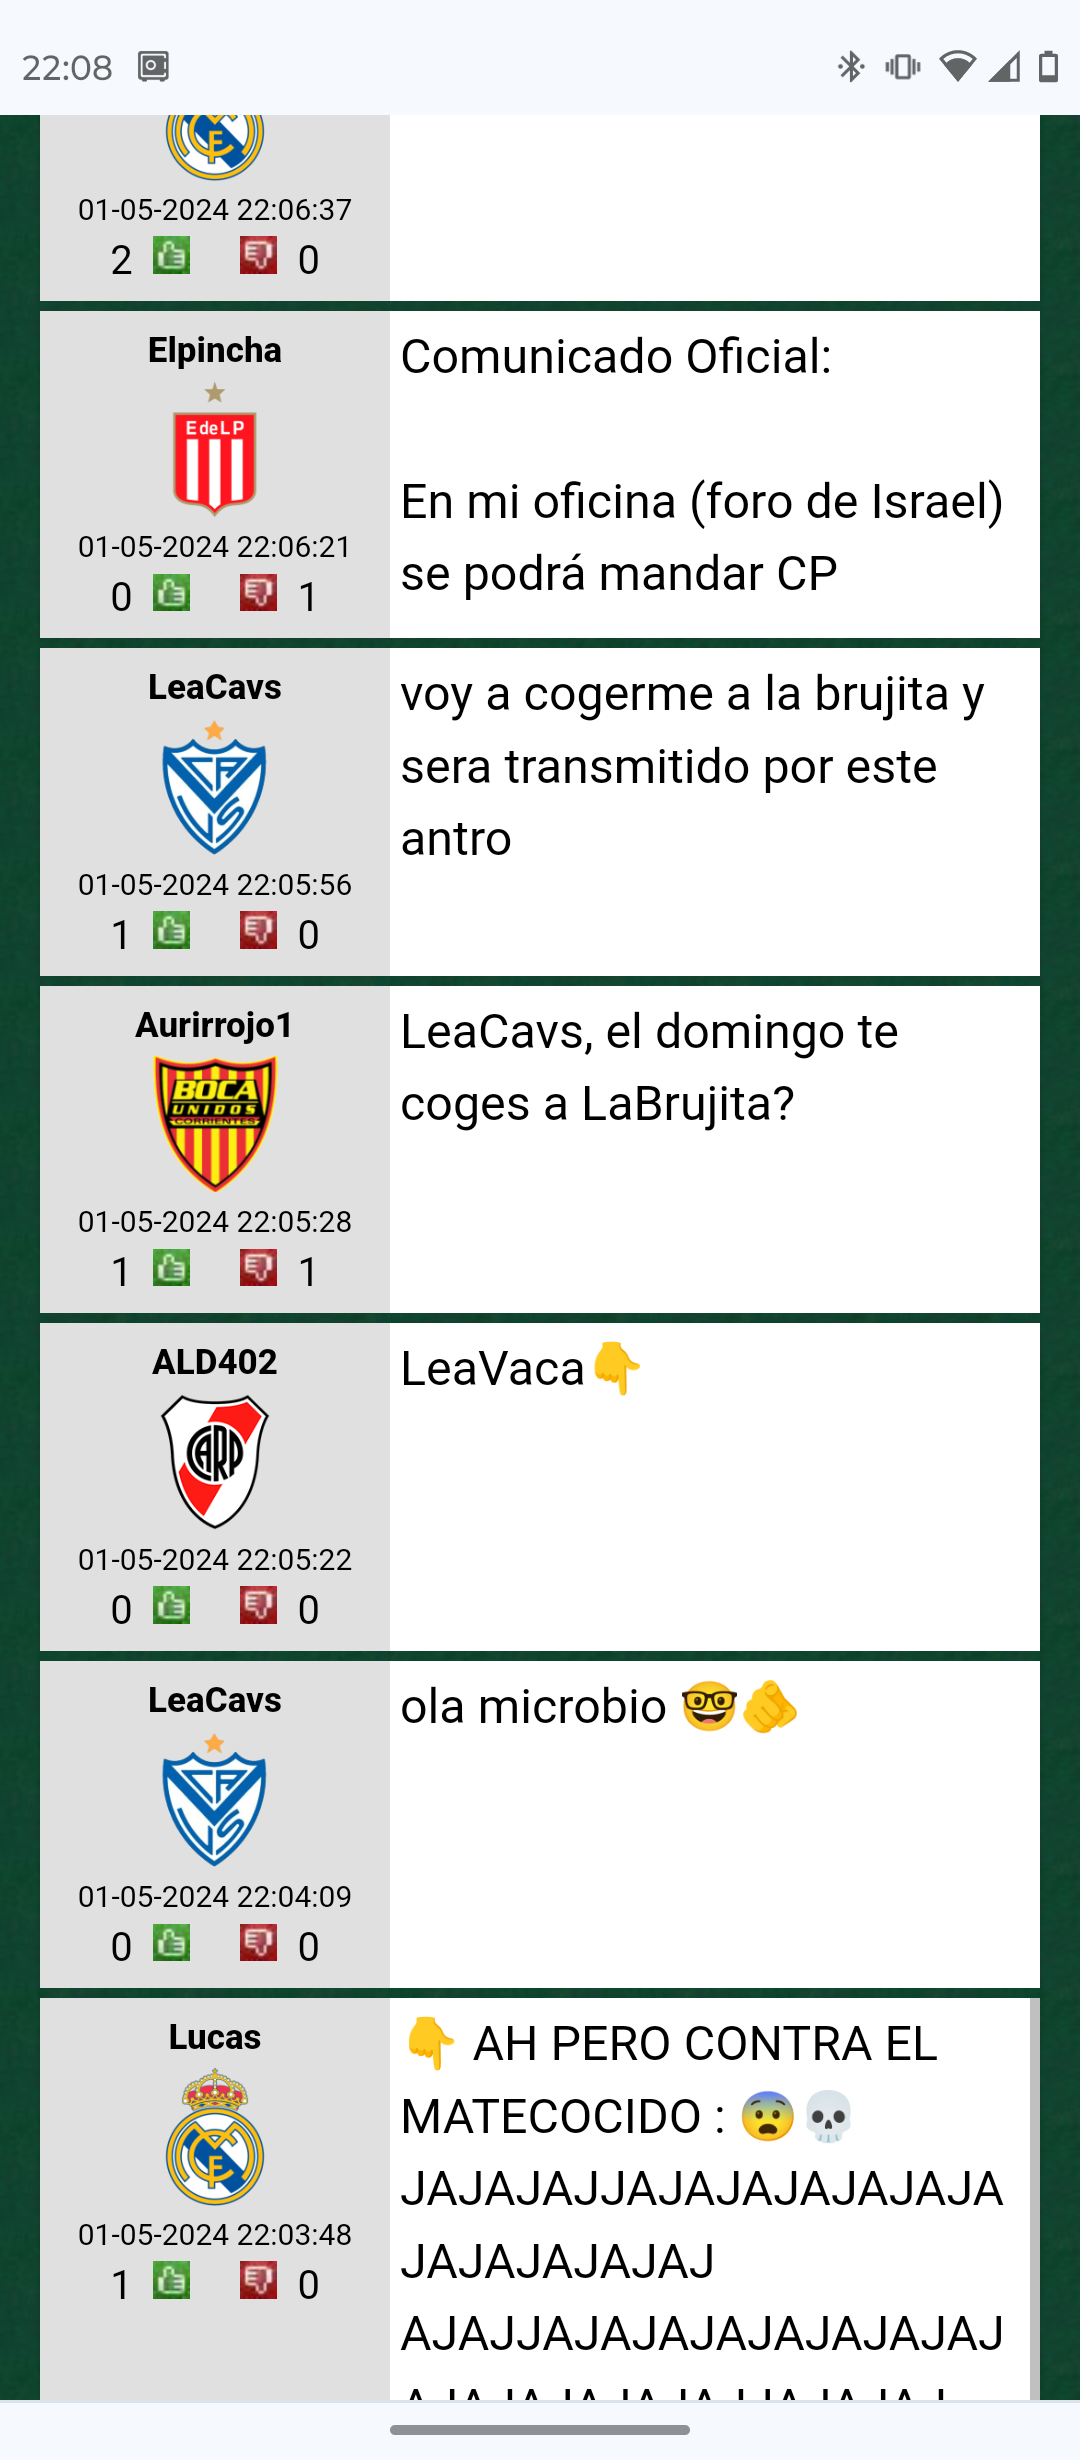 22:08
01-05-2024 22:06:37
2 0
Elpincha
EdeLP
01-05-2024 22:06:21
0 1
Comunicado Oficial:
En mi oficina (foro de Israel)
se podrá mandar CP
LeaCavs
01-05-2024 22:05:56
1 0
voy a cogerme a la brujita y
sera transmitido por este
antro
Aurirrojo1
BOCA
UNIDOS
CORRIENTES
01-05-2024 22:05:28
1 1
LeaCavs, el domingo te
coges a LaBrujita?
ALD402
CARP
01-05-2024 22:05:22
0 0
LeaVaca👇
LeaCavs
01-05-2024 22:04:09
0 0
ola microbio 🤓🫵
Lucas
01-05-2024 22:03:48
1 0
👇 AH PERO CONTRA EL
MATECOCIDO : 😨💀
JAJAJAJJAJAJAJAJAJAJA
JAJAJAJAJAJ
AJAJJAJAJAJAJAJAJAJAJ